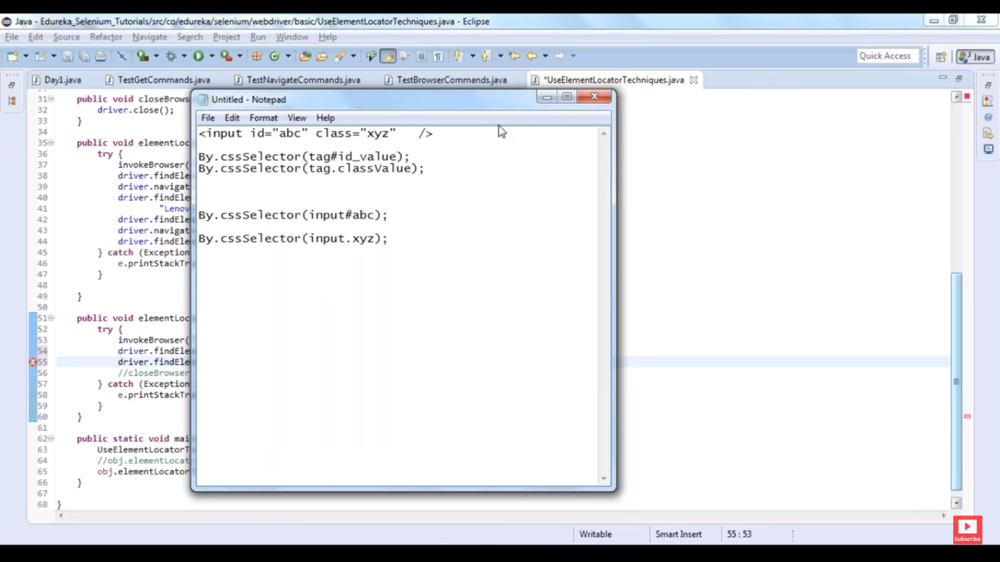 Java - Edureka_Selenium_Tutorials/src/co/edureka/selenium/webdriver/basic/UseElementLocatorTechniques.java - Eclipse
File Edit Source Refactor Navigate Search Project Run Window Help
Quick Access Java
Day1.java TestGetCommands.java TestNavigateCommands.java TestBrowserCommands.java *UseElementLocatorTechniques.java
Untitled - Notepad
File Edit Format View Help
<input id="abc" class="xyz"   />
By.cssSelector(tag#id_value);
By.cssSelector(tag.classValue);
By.cssSelector(input#abc);
By.cssSelector(input.xyz);
31 public void closeBrows
32 driver.close();
33 }
34
35 public void elementLoc
36 try {
37 invokeBrowser(
38 driver.findEle
39 driver.navigat
40 driver.findEle
41 "Lenov
42 driver.findEle
43 driver.navigat
44 driver.findEle
45 } catch (Exception
46 e.printStackTr
47 }
48
49 }
50
51 public void elementLoc
52 try {
53 invokeBrowser(
54 driver.findEle
55 driver.findEle
56 //closeBrowser
57 } catch (Exception
58 e.printStackTr
59 }
60 }
61
62 public static void mai
63 UseElementLocatorT
64 //obj.elementLocat
65 obj.elementLocator
66 }
67
68 }
Writable Smart Insert 55 : 53
Subscribe